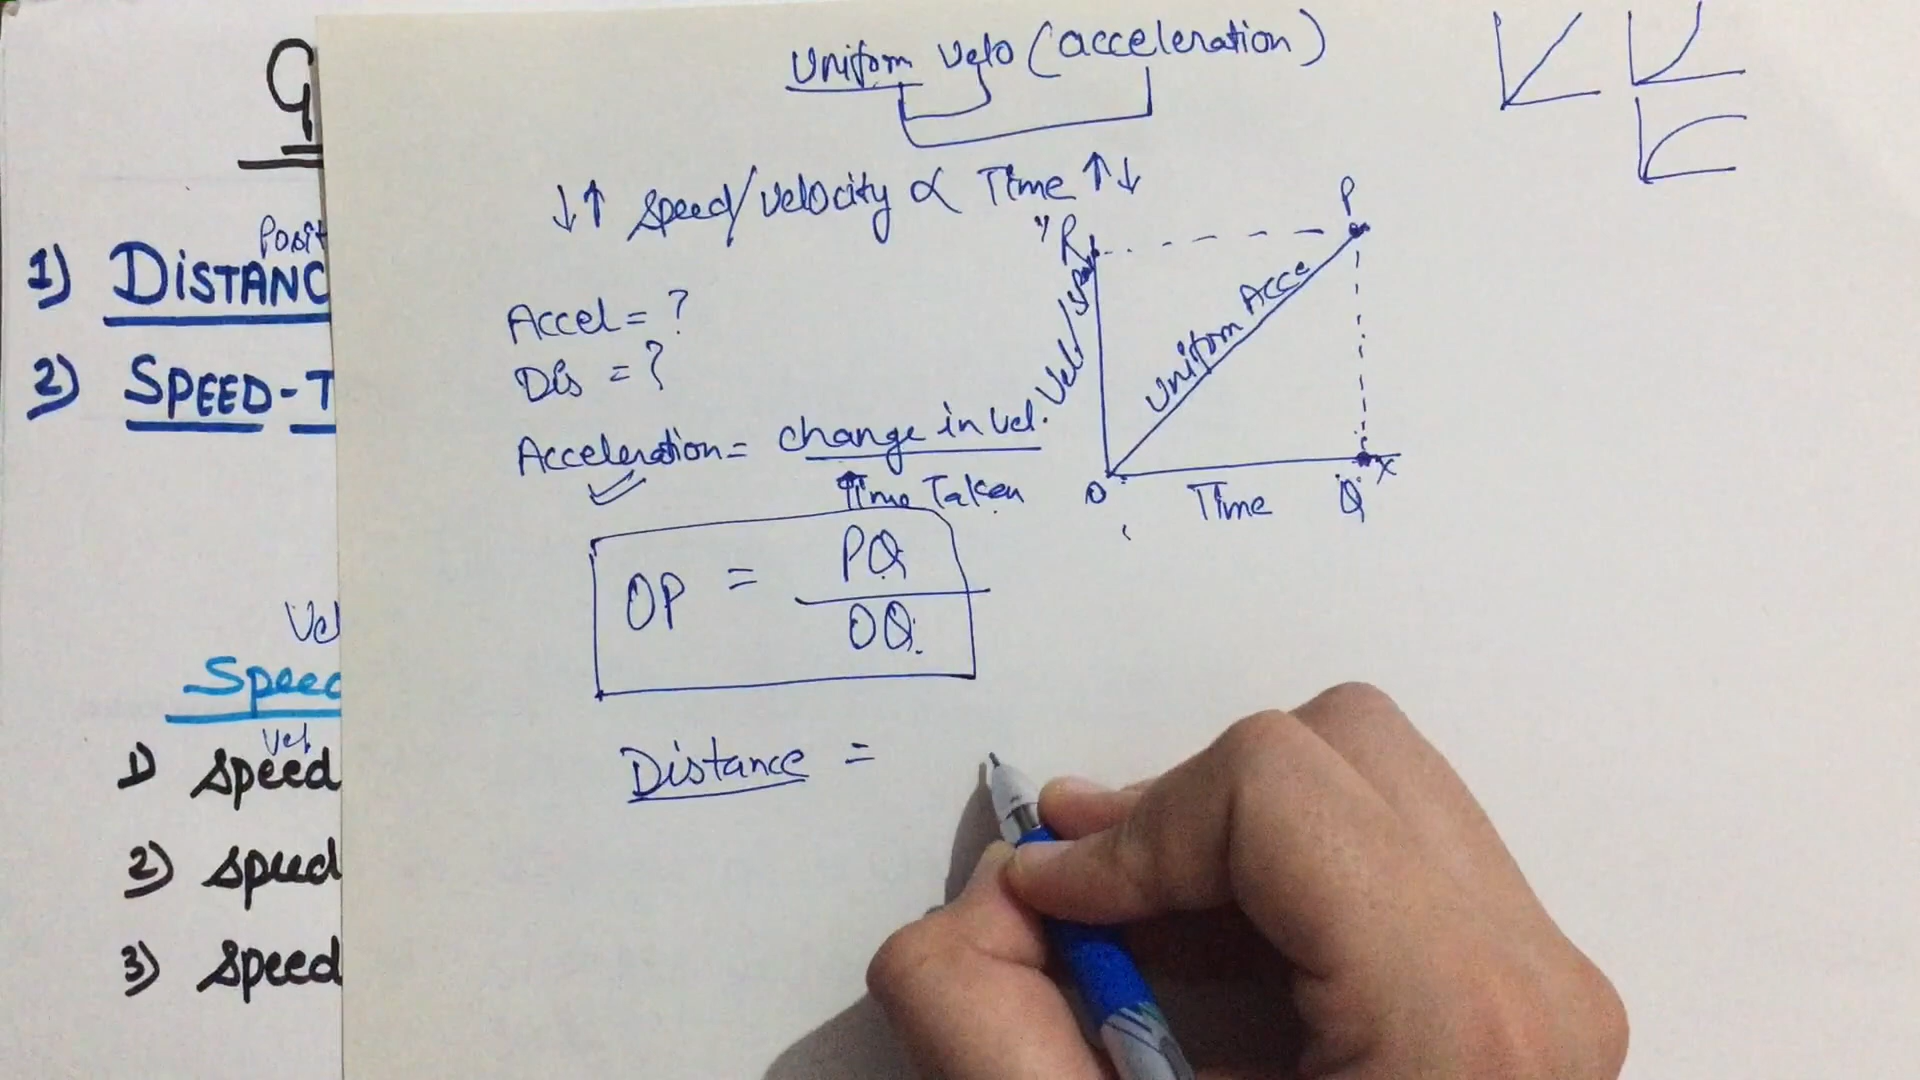 G
Posit
1) DISTANC
2) SPEED-T
Vel
Speed
Vel
1) Speed
2) Speed
3) Speed
Uniform Velo (acceleration)
↓↑ Speed/Velocity ∝ Time ↑↓
Accel = ?
Dis = ?
Acceleration = change in Vel.
Time Taken
OP = PQ
OQ
Distance =
Y R P
Vel/
Uniform Acce
O Time Q X